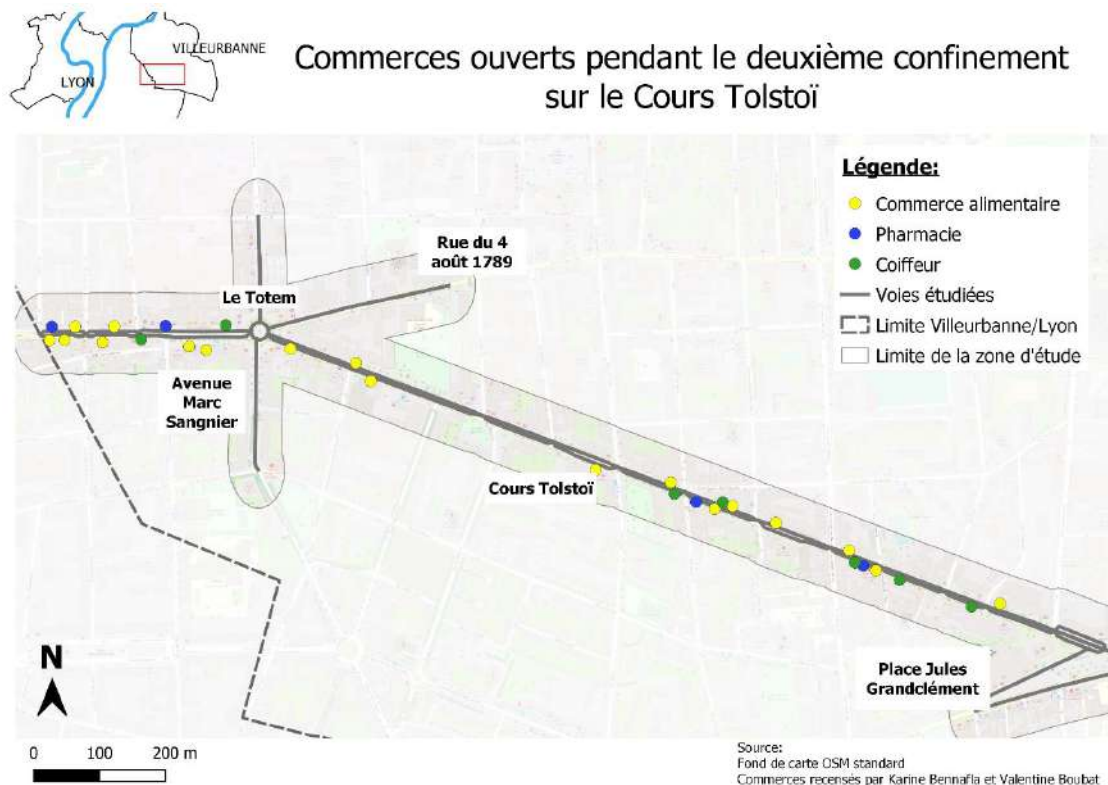 VILLEURBANNE
LYON
Commerces ouverts pendant le deuxième confinement
sur le Cours Tolstoï
Légende:
Commerce alimentaire
Pharmacie
Coiffeur
Voies étudiées
Limite Villeurbanne/Lyon
Limite de la zone d'étude
Rue du 4
août 1789
Le Totem
Avenue
Marc
Sangnier
Cours Tolstoï
Place Jules
Grandclément
N
0 100 200 m
Source:
Fond de carte OSM standard
Commerces recensés par Karine Bennafla et Valentine Boubat